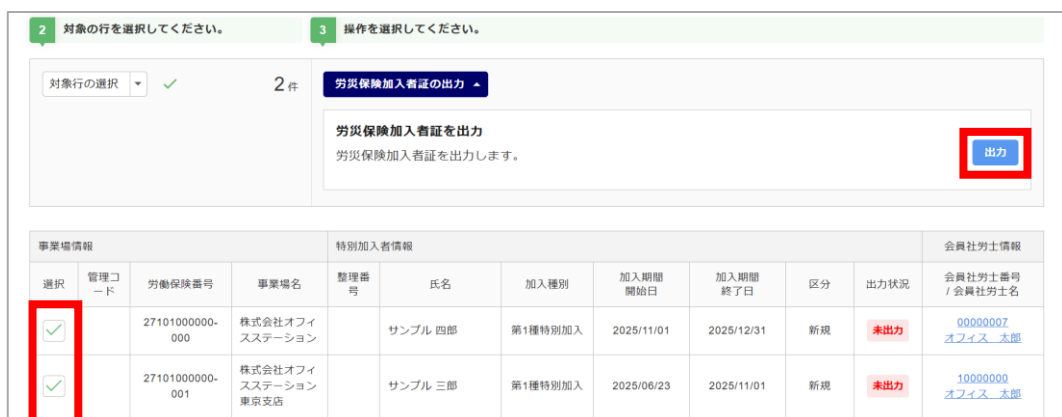 2 対象の行を選択してください。
3 操作を選択してください。
対象行の選択
2 件
労災保険加入者証の出力
労災保険加入者証を出力
労災保険加入者証を出力します。
出力
事業場情報
特別加入者情報
会員社労士情報
選択
管理コ
ード
労働保険番号
事業場名
整理番
号
氏名
加入種別
加入期間
開始日
加入期間
終了日
区分
出力状況
会員社労士番号
/ 会員社労士名
27101000000-
000
株式会社オフィ
スステーション
サンプル 四郎
第1種特別加入
2025/11/01
2025/12/31
新規
未出力
00000007
オフィス　太郎
27101000000-
001
株式会社オフィ
スステーション
東京支店
サンプル 三郎
第1種特別加入
2025/06/23
2025/11/01
新規
未出力
10000000
オフィス　太郎